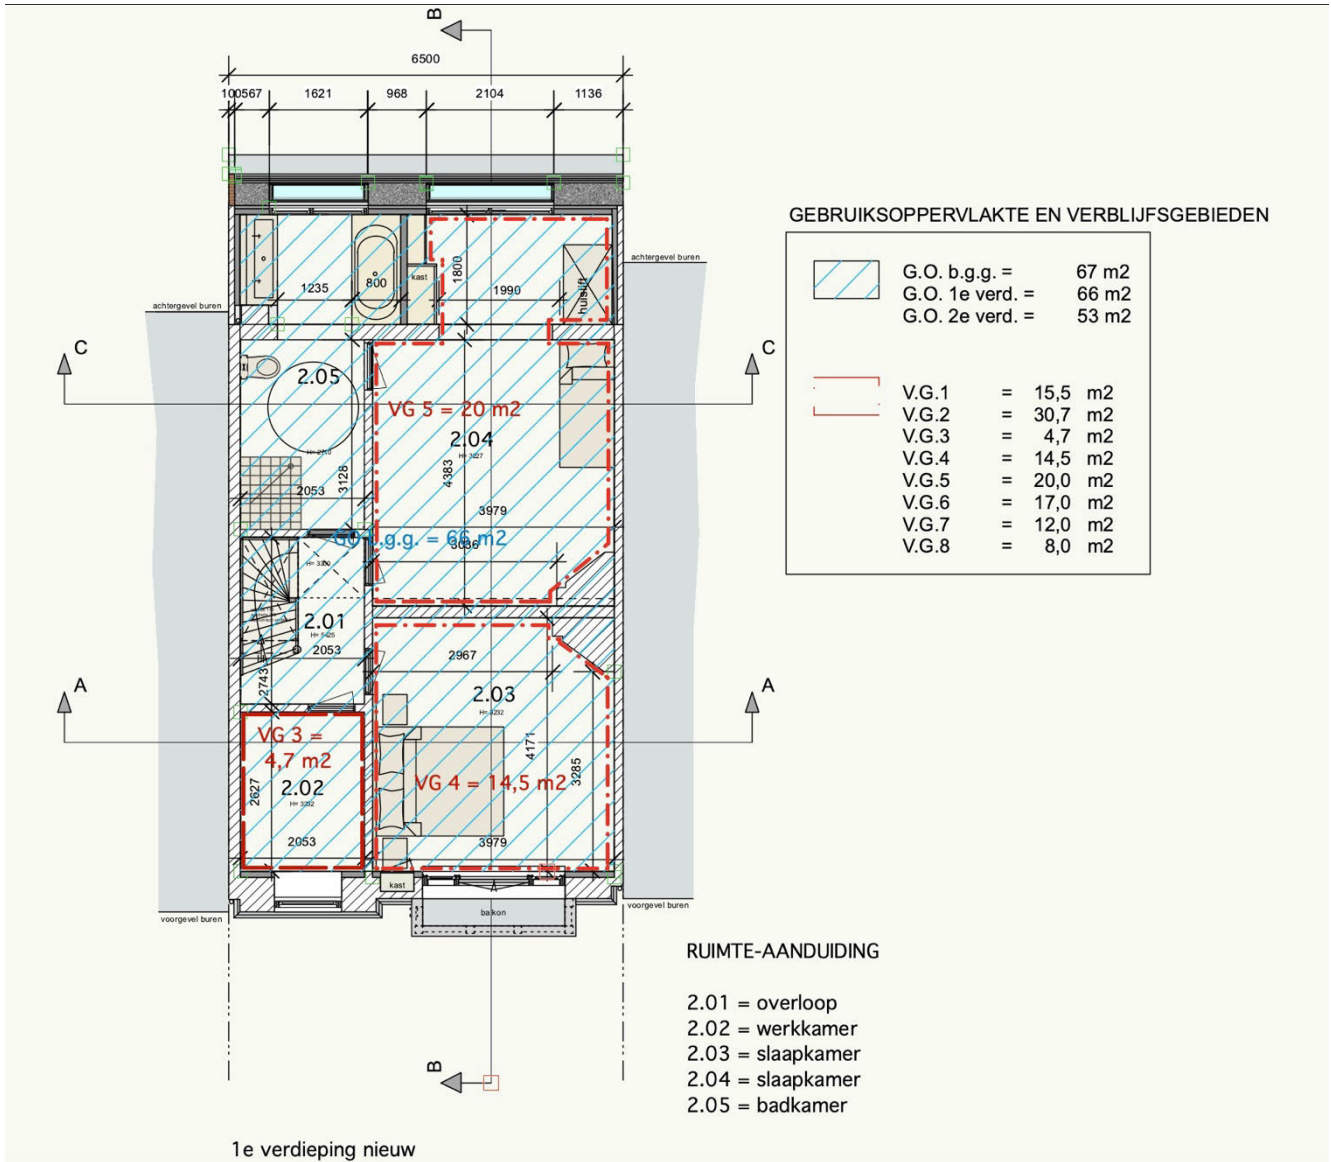 B
6500
100567 1621 968 2104 1136
GEBRUIKSOPPERVLAKTE EN VERBLIJFSGEBIEDEN
achtergevel buren
G.O. b.g.g. = 67 m2
G.O. 1e verd. = 66 m2
G.O. 2e verd. = 53 m2
kast
1800
1235
800
1990
huislift
achtergevel buren
C
C
2.05
H= 2710
VG 5 = 20 m2
2.04
H= 3227
V.G.1 = 15,5 m2
V.G.2 = 30,7 m2
V.G.3 = 4,7 m2
V.G.4 = 14,5 m2
V.G.5 = 20,0 m2
V.G.6 = 17,0 m2
V.G.7 = 12,0 m2
V.G.8 = 8,0 m2
3128
4383
2053
3979
3036
H= 3300
2.01
2053
2743
2967
A
A
2.03
H= 3232
VG 3 =
4,7 m2
2.02
H= 3232
2627
4171
3285
VG 4 = 14,5 m2
2053
3979
kast
balkon
voorgevel buren
voorgevel buren
RUIMTE-AANDUIDING
2.01 = overloop
2.02 = werkkamer
2.03 = slaapkamer
2.04 = slaapkamer
2.05 = badkamer
B
1e verdieping nieuw